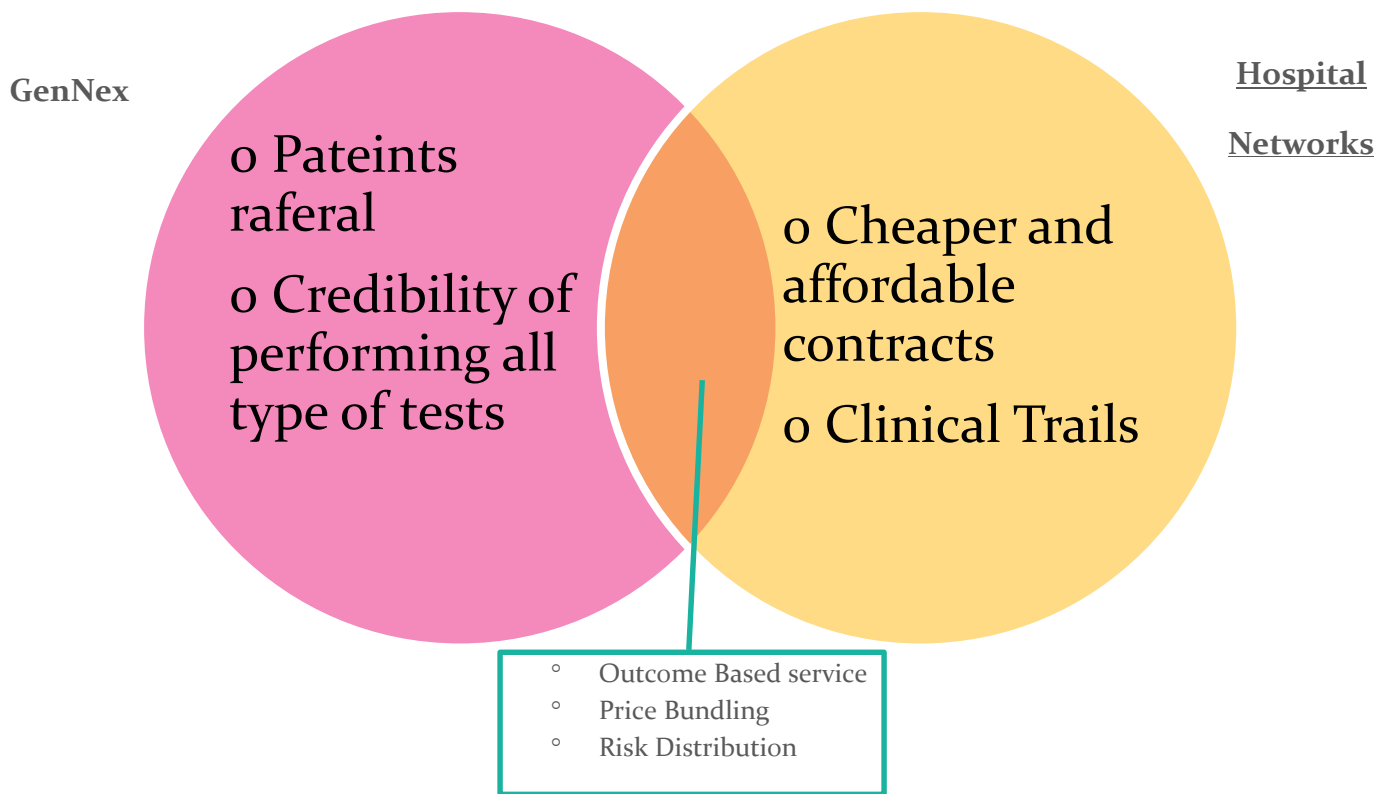 GenNex
Hospital
Networks
o Pateints
raferal
o Credibility of
performing all
type of tests
o Cheaper and
affordable
contracts
o Clinical Trails
° Outcome Based service
° Price Bundling
° Risk Distribution